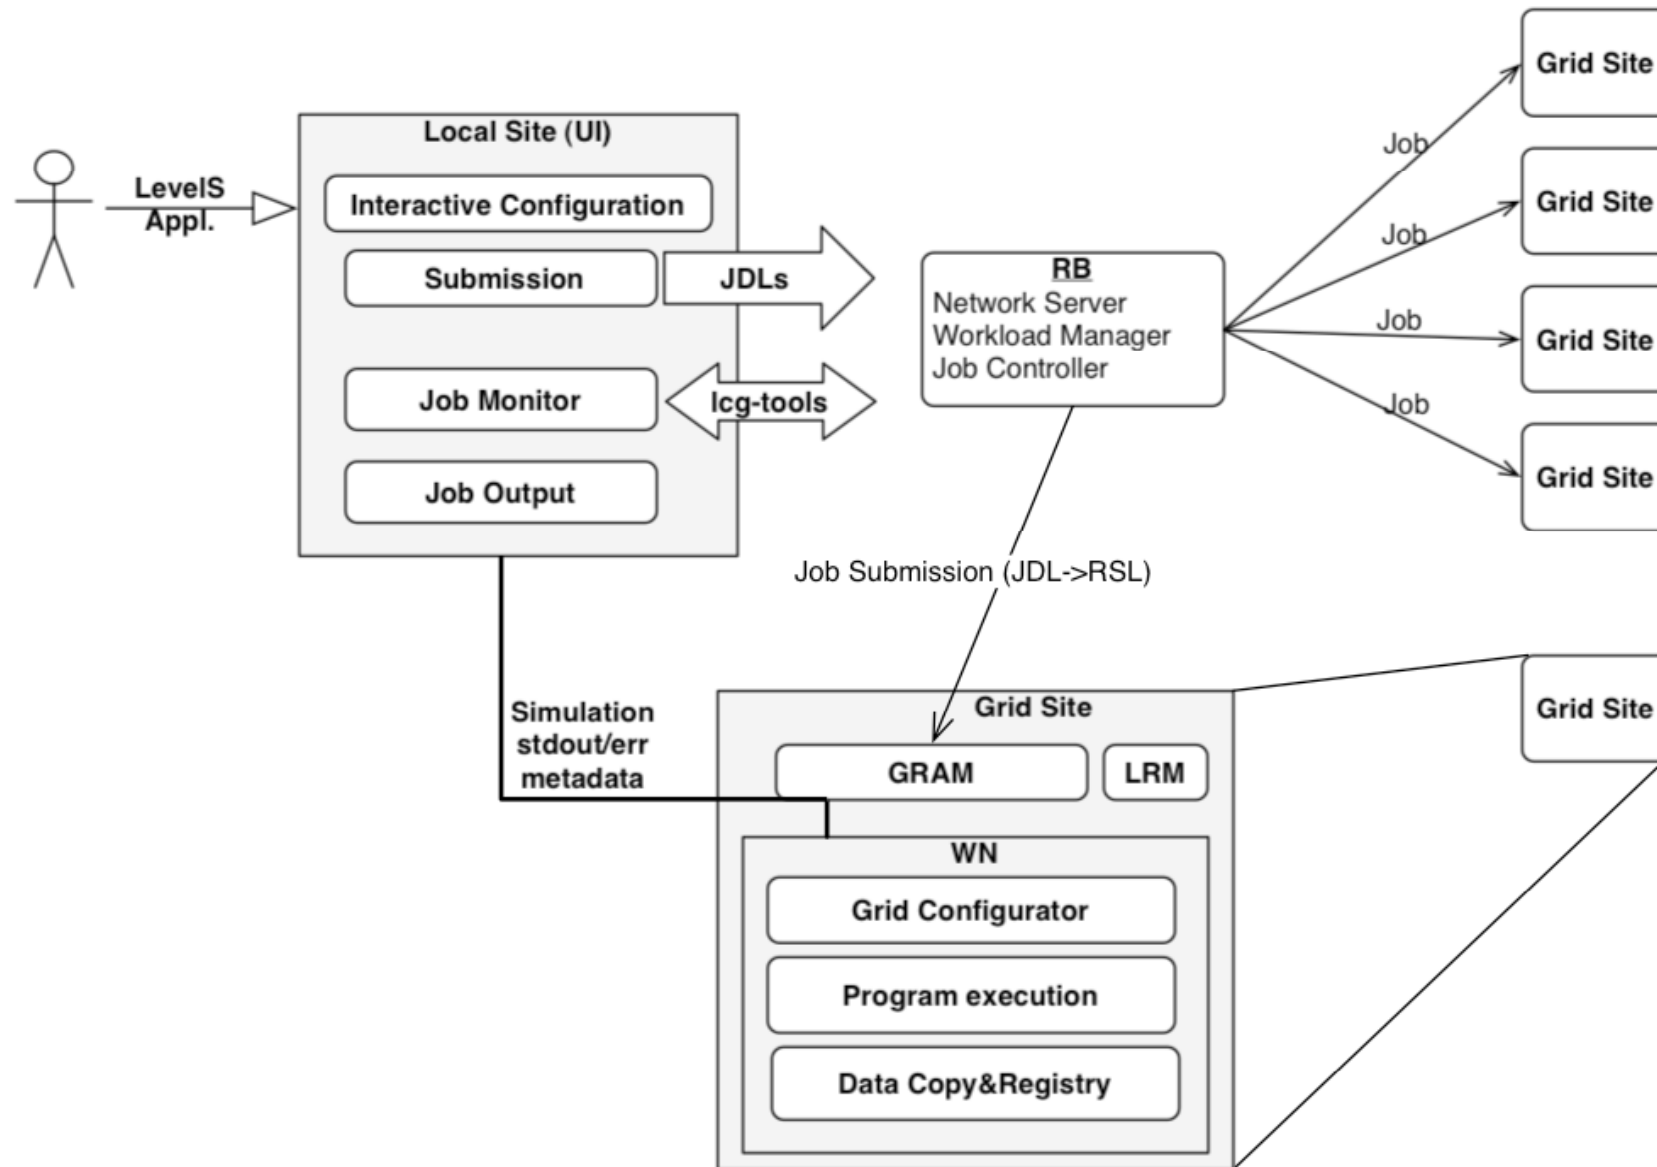 Grid Site
Local Site (UI)
Job
LevelS
Appl.
Interactive Configuration
Grid Site
Job
Submission
JDLs
RB
Network Server
Workload Manager
Job Controller
Job
Grid Site
Job Monitor
lcg-tools
Job
Job Output
Grid Site
Job Submission (JDL->RSL)
Simulation
stdout/err
metadata
Grid Site
Grid Site
GRAM
LRM
WN
Grid Configurator
Program execution
Data Copy&Registry